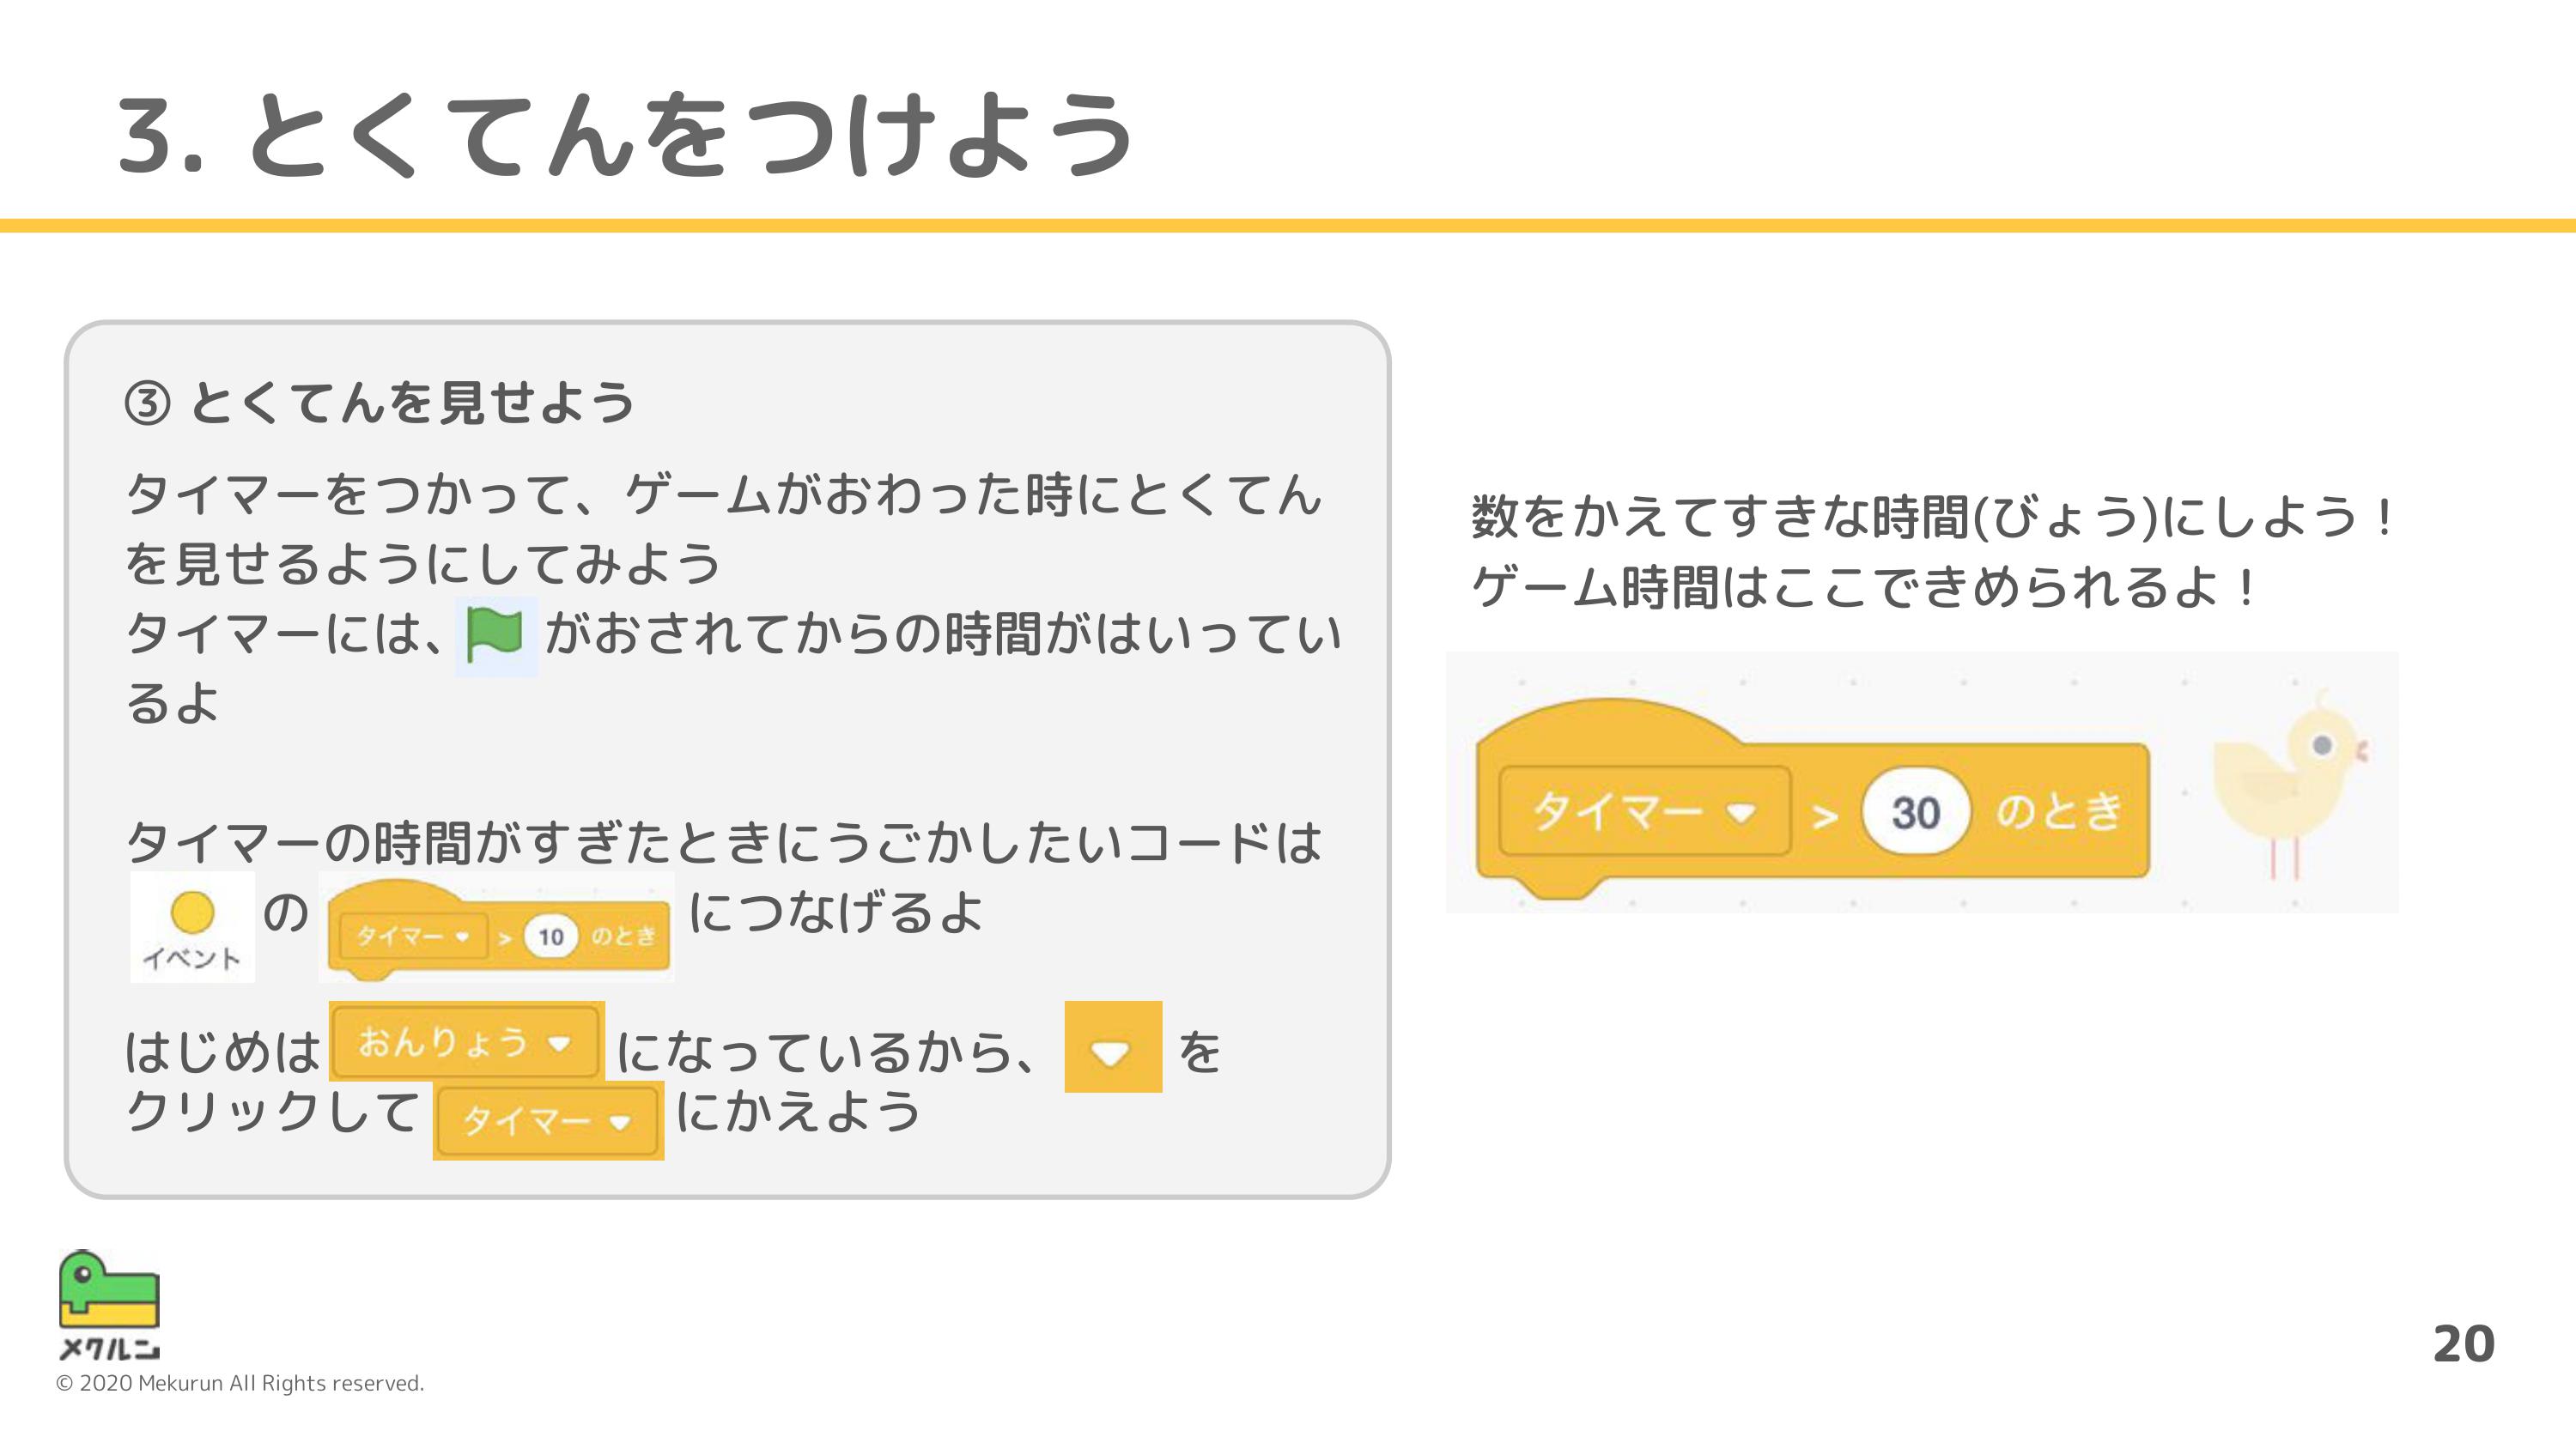 3. とくてんをつけよう
③ とくてんを見せよう
タイマーをつかって、ゲームがおわった時にとくてん
を見せるようにしてみよう
タイマーには、がおされてからの時間がはいってい
るよ
タイマーの時間がすぎたときにうごかしたいコードは
イベント の タイマー > 10 のとき につなげるよ
はじめは おんりょう になっているから、 を
クリックして タイマー にかえよう
数をかえてすきな時間(びょう)にしよう！
ゲーム時間はここできめられるよ！
タイマー > 30 のとき
メクルン
© 2020 Mekurun All Rights reserved.
20